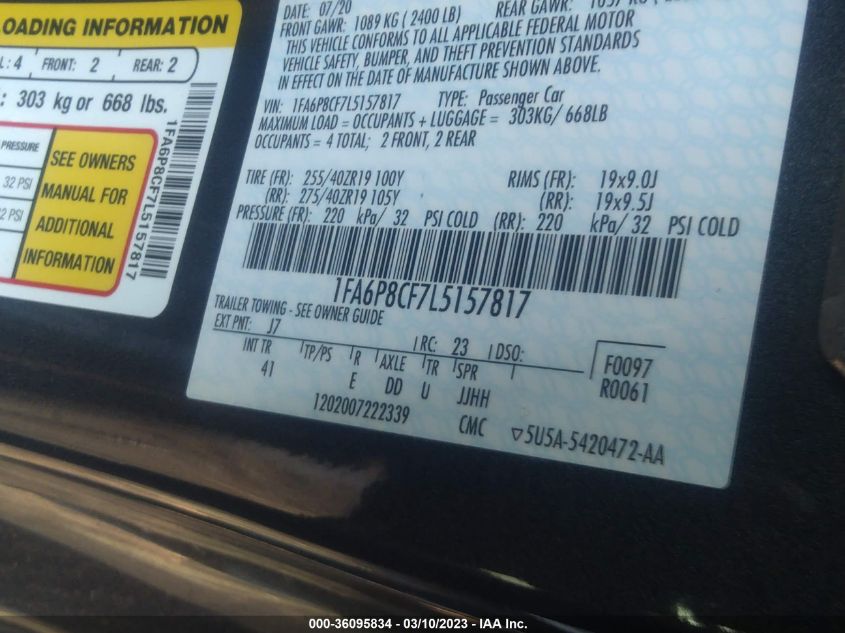 LOADING INFORMATION
: 4 FRONT: 2 REAR: 2
: 303 kg or 668 lbs.
PRESSURE
32 PSI
PSI
SEE OWNERS
MANUAL FOR
ADDITIONAL
INFORMATION
1FA6P8CF7L5157817
DATE: 07/20
FRONT GAWR: 1089 KG ( 2400 LB) REAR GAWR:
THIS VEHICLE CONFORMS TO ALL APPLICABLE FEDERAL MOTOR
VEHICLE SAFETY, BUMPER, AND THEFT PREVENTION STANDARDS
IN EFFECT ON THE DATE OF MANUFACTURE SHOWN ABOVE.
VIN: 1FA6P8CF7L5157817 TYPE: Passenger Car
MAXIMUM LOAD = OCCUPANTS + LUGGAGE = 303KG/ 668LB
OCCUPANTS = 4 TOTAL; 2 FRONT, 2 REAR
TIRE (FR): 255/40ZR19 100Y RIMS (FR): 19x9.0J
(RR): 275/40ZR19 105Y (RR): 19x9.5J
PRESSURE (FR): 220 kPa/ 32 PSI COLD (RR): 220 kPa/ 32 PSI COLD
1FA6P8CF7L5157817
TRAILER TOWING - SEE OWNER GUIDE
EXT PNT: J7 RC: 23 DSO:
INT TR TP/PS R AXLE TR SPR
41 E DD U JJHH
F0097
R0061
1202007222339 CMC ▽5U5A-5420472-AA
000-36095834 - 03/10/2023 - IAA Inc.